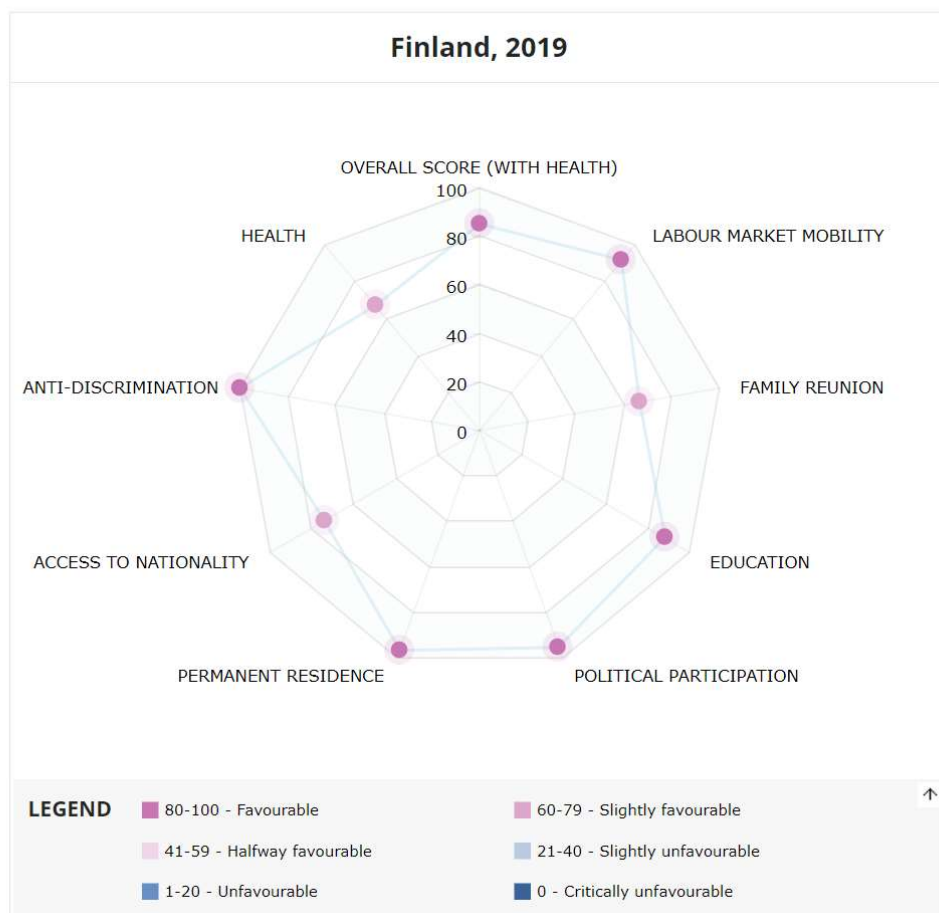 Finland, 2019
OVERALL SCORE (WITH HEALTH)
100
HEALTH
LABOUR MARKET MOBILITY
80
60
ANTI-DISCRIMINATION
FAMILY REUNION
40
20
0
ACCESS TO NATIONALITY
EDUCATION
PERMANENT RESIDENCE
POLITICAL PARTICIPATION
LEGEND
80-100 - Favourable
60-79 - Slightly favourable
41-59 - Halfway favourable
21-40 - Slightly unfavourable
1-20 - Unfavourable
0 - Critically unfavourable